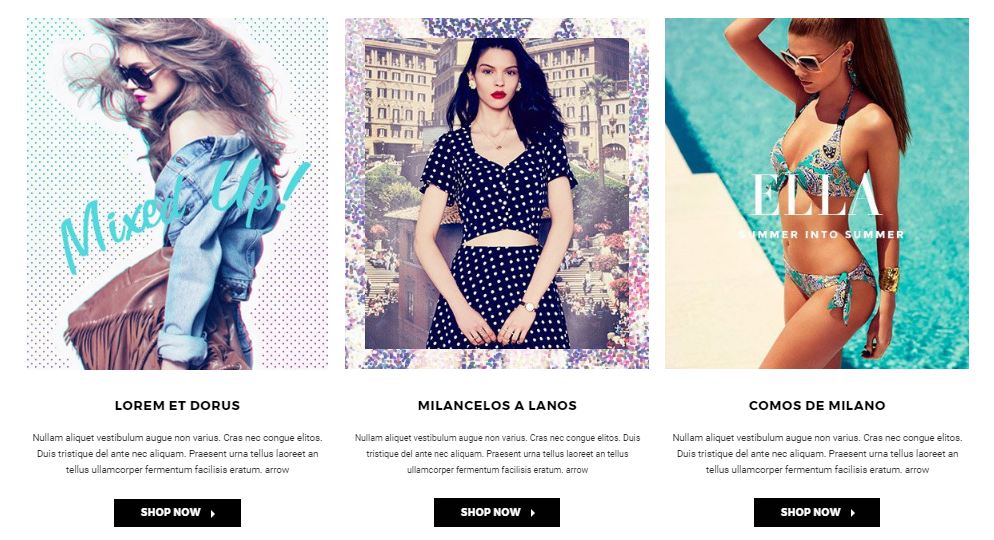 Mixed Up!
ELLA
SUMMER INTO SUMMER
LOREM ET DORUS
Nullam aliquet vestibulum augue non varius. Cras nec congue elitos.
Duis tristique del ante nec aliquam. Praesent urna tellus laoreet an
tellus ullamcorper fermentum facilisis eratum. arrow
SHOP NOW
MILANCELOS A LANOS
Nullam aliquet vestibulum augue non varius. Cras nec congue elitos. Duis
tristique del ante nec aliquam. Praesent urna tellus laoreet an tellus
ullamcorper fermentum facilisis eratum. arrow
SHOP NOW
COMOS DE MILANO
Nullam aliquet vestibulum augue non varius. Cras nec congue elitos.
Duis tristique del ante nec aliquam. Praesent urna tellus laoreet an
tellus ullamcorper fermentum facilisis eratum. arrow
SHOP NOW